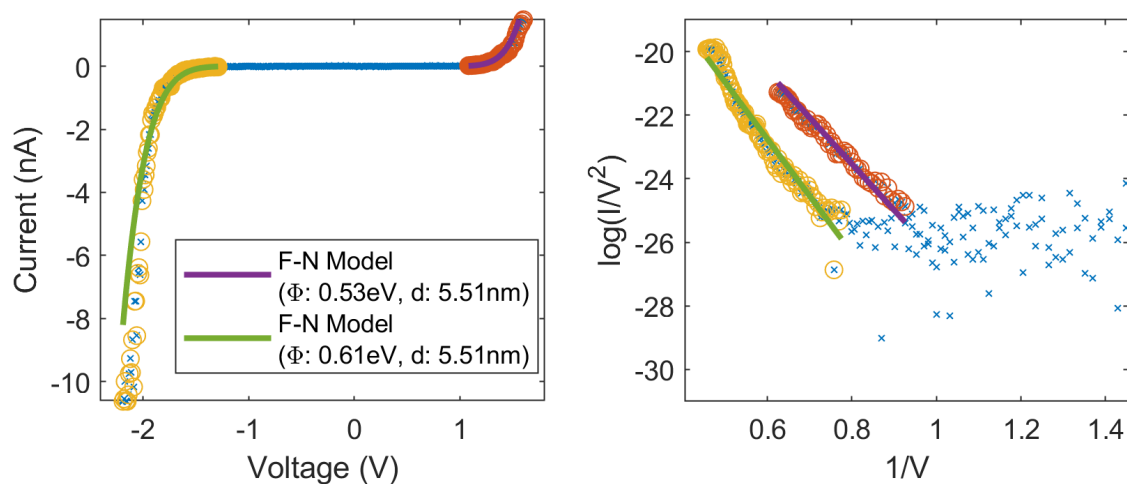 0
-2
-4
-6
-8
-10
Current (nA)
-2
-1
0
1
Voltage (V)
F-N Model
(Φ: 0.53eV, d: 5.51nm)
F-N Model
(Φ: 0.61eV, d: 5.51nm)
-20
-22
-24
-26
-28
-30
log(I/V²)
0.6
0.8
1
1.2
1.4
1/V